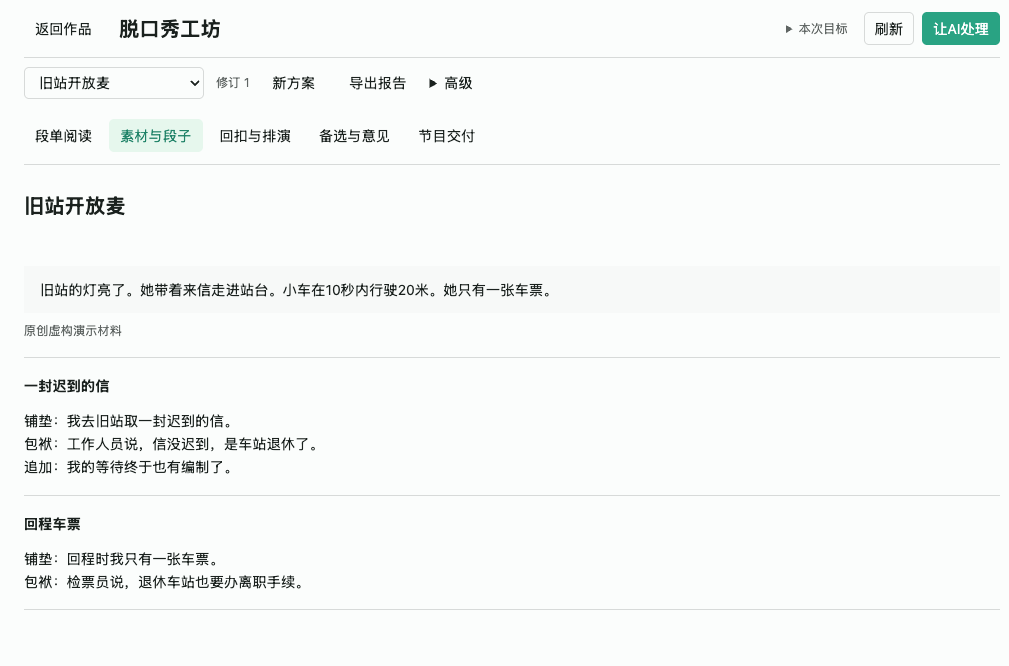 返回作品
脱口秀工坊
本次目标
刷新
让AI处理
旧站开放麦
修订 1
新方案
导出报告
高级
段单阅读
素材与段子
回扣与排演
备选与意见
节目交付
旧站开放麦
旧站的灯亮了。她带着来信走进站台。小车在10秒内行驶20米。她只有一张车票。
原创虚构演示材料
一封迟到的信
铺垫：我去旧站取一封迟到的信。
包袱：工作人员说，信没迟到，是车站退休了。
追加：我的等待终于也有编制了。
回程车票
铺垫：回程时我只有一张车票。
包袱：检票员说，退休车站也要办离职手续。